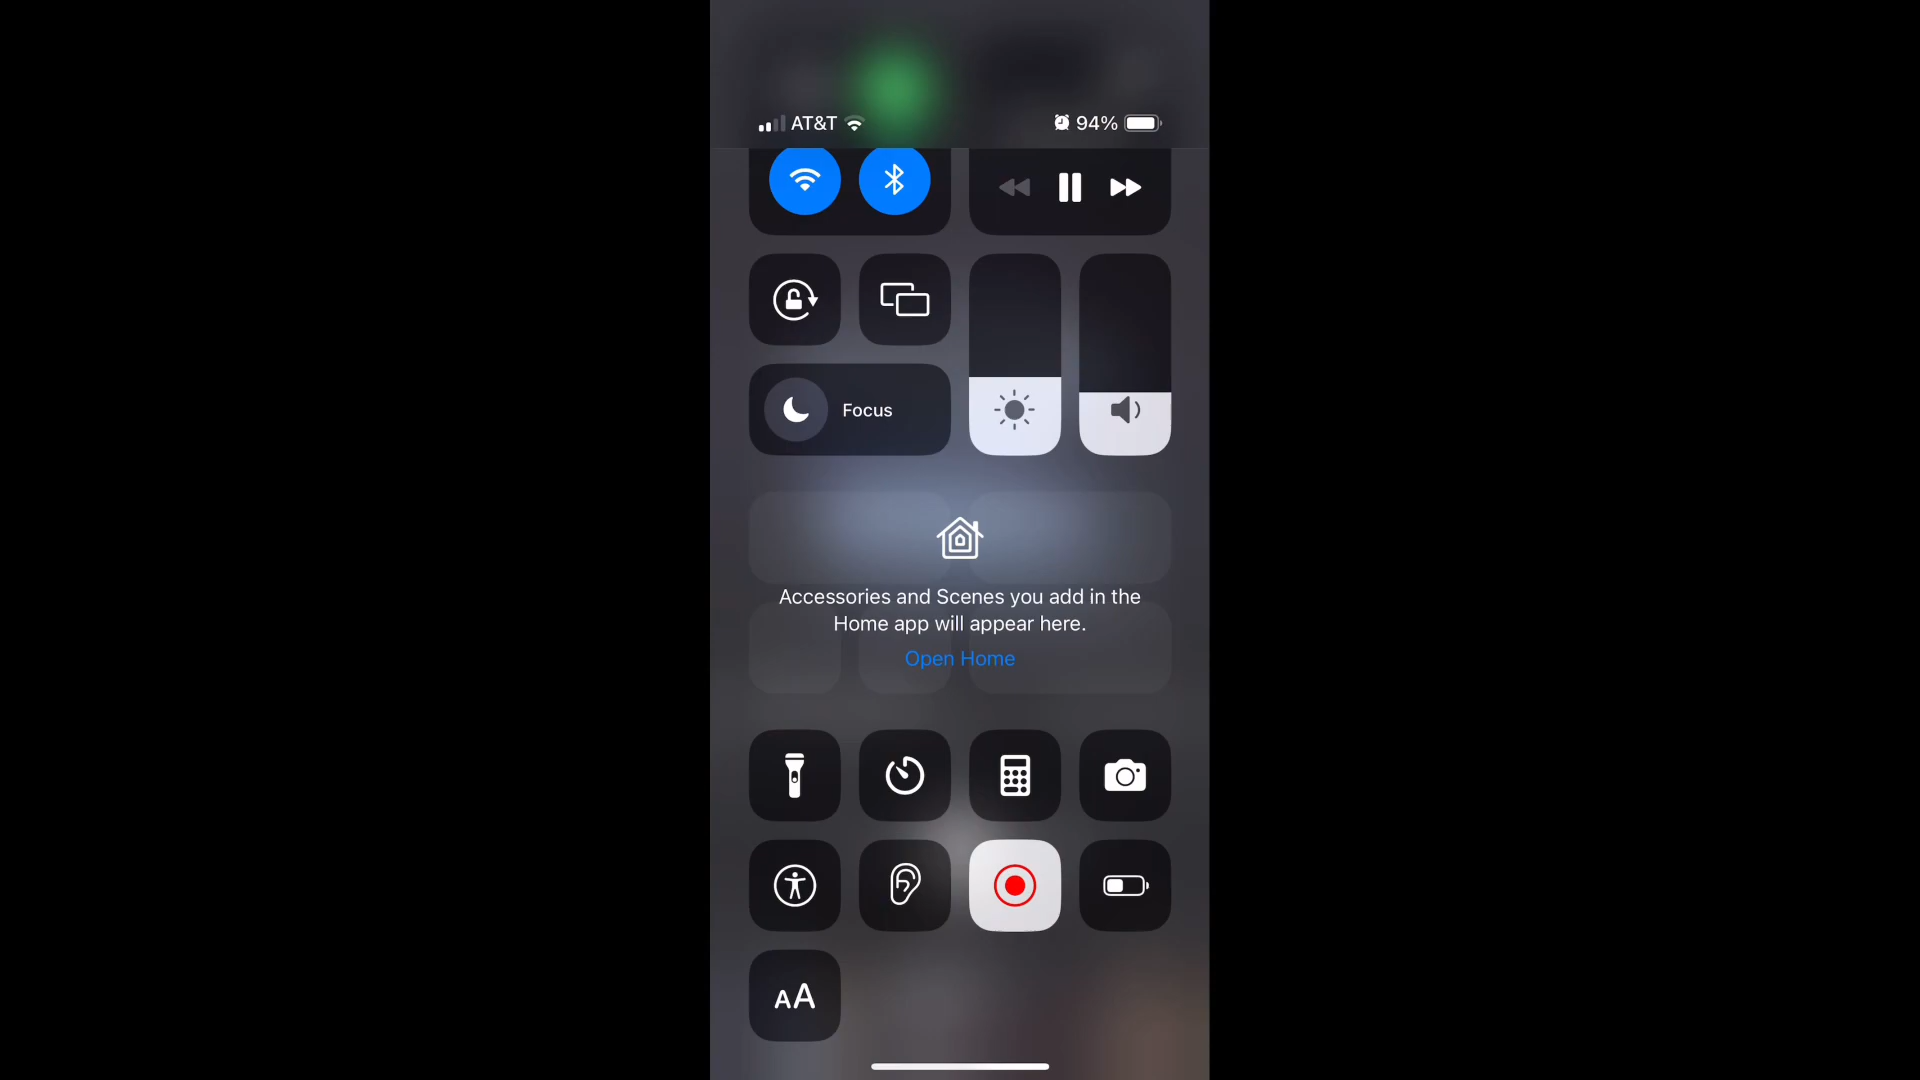 AT&T 94%
Focus
Accessories and Scenes you add in the
Home app will appear here.
Open Home
AA